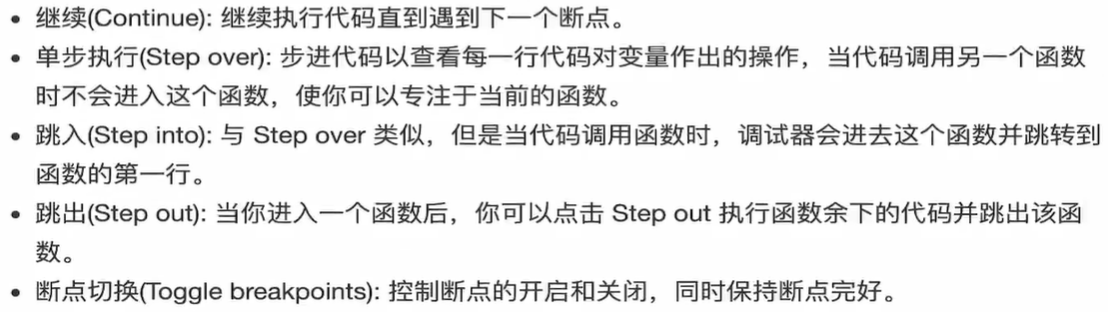 • 继续(Continue): 继续执行代码直到遇到下一个断点。
• 单步执行(Step over): 步进代码以查看每一行代码对变量作出的操作，当代码调用另一个函数
时不会进入这个函数，使你可以专注于当前的函数。
• 跳入(Step into): 与 Step over 类似，但是当代码调用函数时，调试器会进去这个函数并跳转到
函数的第一行。
• 跳出(Step out): 当你进入一个函数后，你可以点击 Step out 执行函数余下的代码并跳出该函
数。
• 断点切换(Toggle breakpoints): 控制断点的开启和关闭，同时保持断点完好。